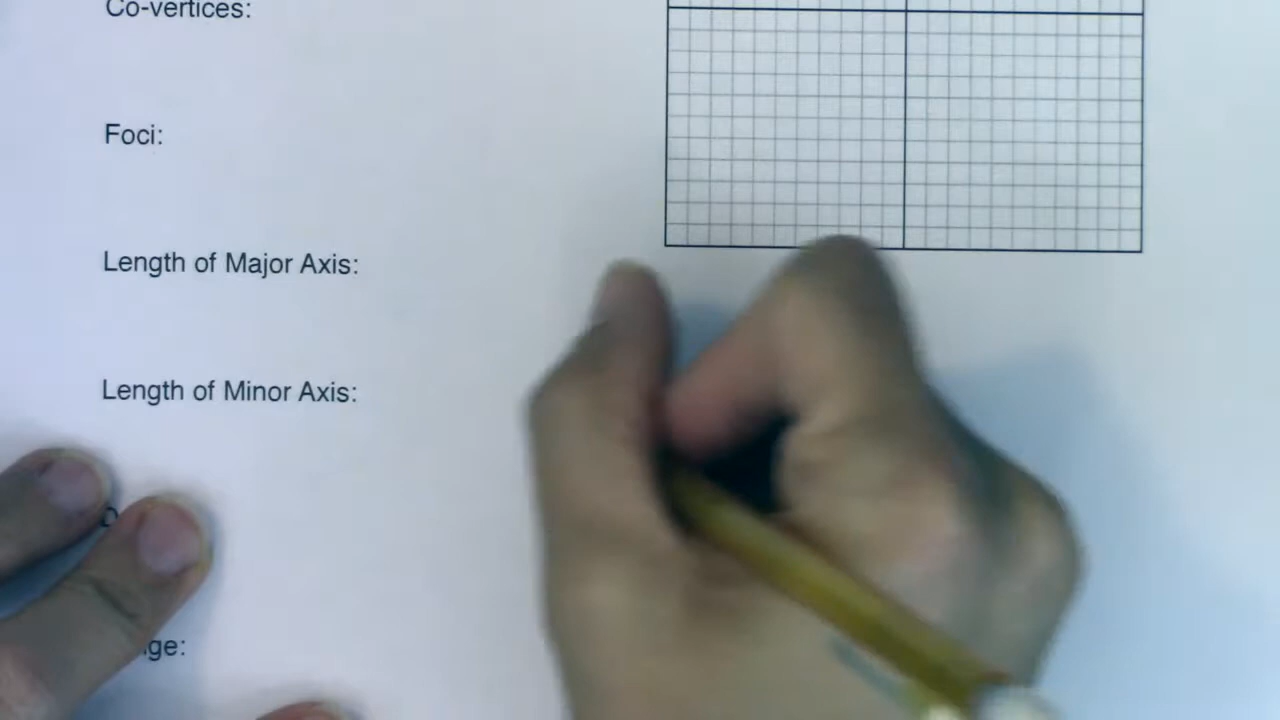 Co-vertices:
Foci:
Length of Major Axis:
Length of Minor Axis: